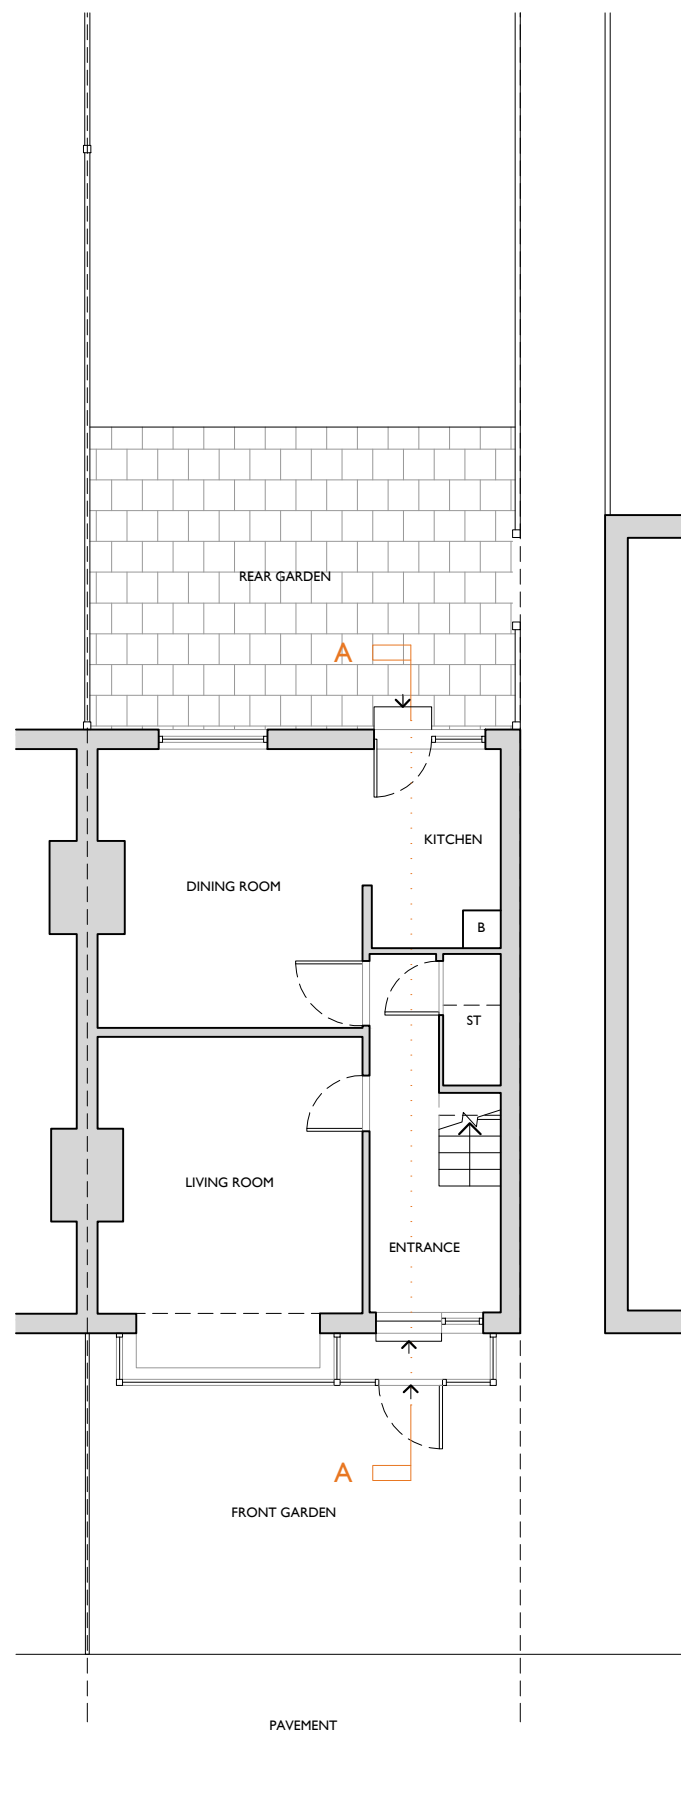 REAR GARDEN
A
KITCHEN
DINING ROOM
B
ST
LIVING ROOM
ENTRANCE
A
FRONT GARDEN
PAVEMENT